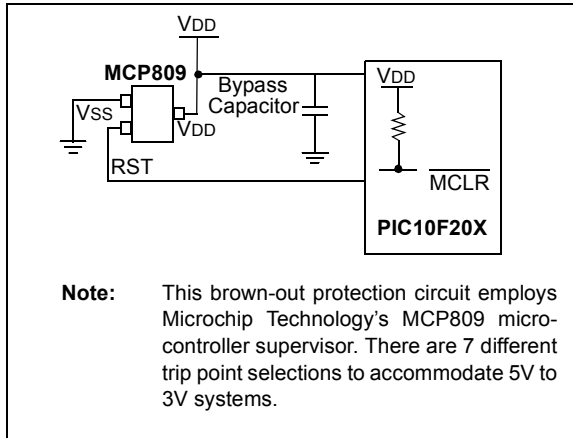 VDD
MCP809
Bypass
Capacitor
VDD
VSS
VDD
RST
MCLR
PIC10F20X
Note: This brown-out protection circuit employs
Microchip Technology's MCP809 micro-
controller supervisor. There are 7 different
trip point selections to accommodate 5V to
3V systems.